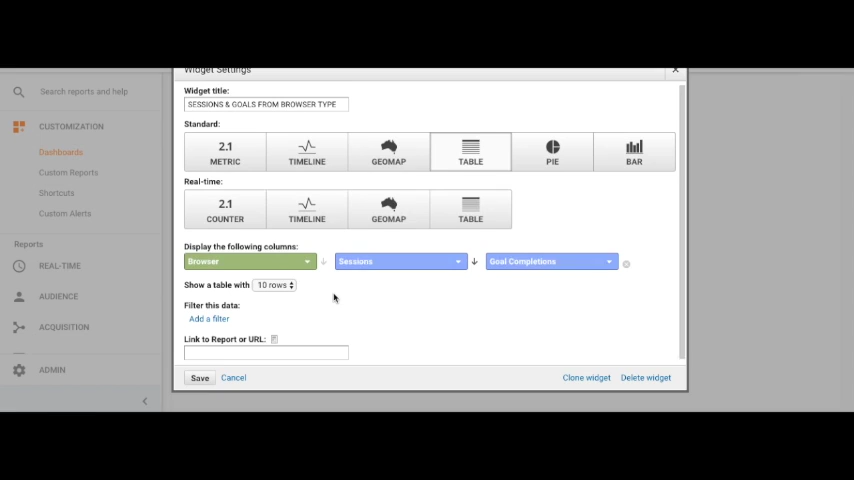 Widget Settings
Search reports and help
Widget title:
SESSIONS & GOALS FROM BROWSER TYPE
CUSTOMIZATION
Standard:
2.1
METRIC
TIMELINE
GEOMAP
TABLE
PIE
BAR
Dashboards
Custom Reports
Shortcuts
Custom Alerts
Real-time:
2.1
COUNTER
TIMELINE
GEOMAP
TABLE
Reports
REAL-TIME
AUDIENCE
ACQUISITION
ADMIN
Display the following columns:
Browser
Sessions
Goal Completions
Show a table with 10 rows
Filter this data:
Add a filter
Link to Report or URL:
Save
Cancel
Clone widget
Delete widget